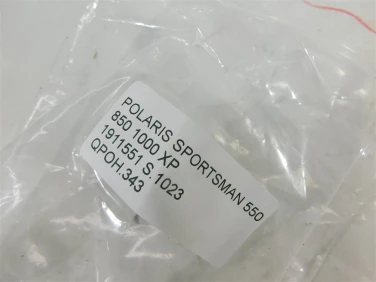 POLARIS SPORTSMAN 550
850 1000 XP
1911551 S.1023
QPOH.343